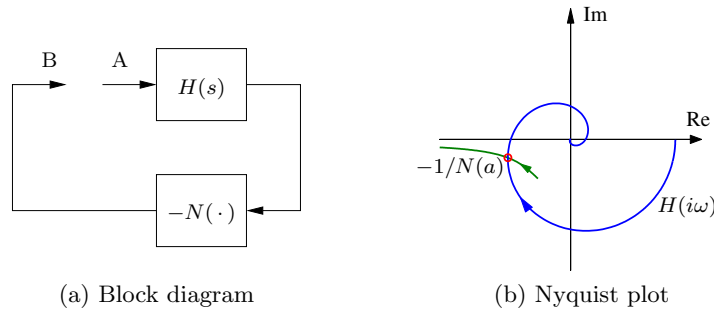 B
A
H(s)
−N(·)
(a) Block diagram
Im
Re
−1/N(a)
H(iω)
(b) Nyquist plot